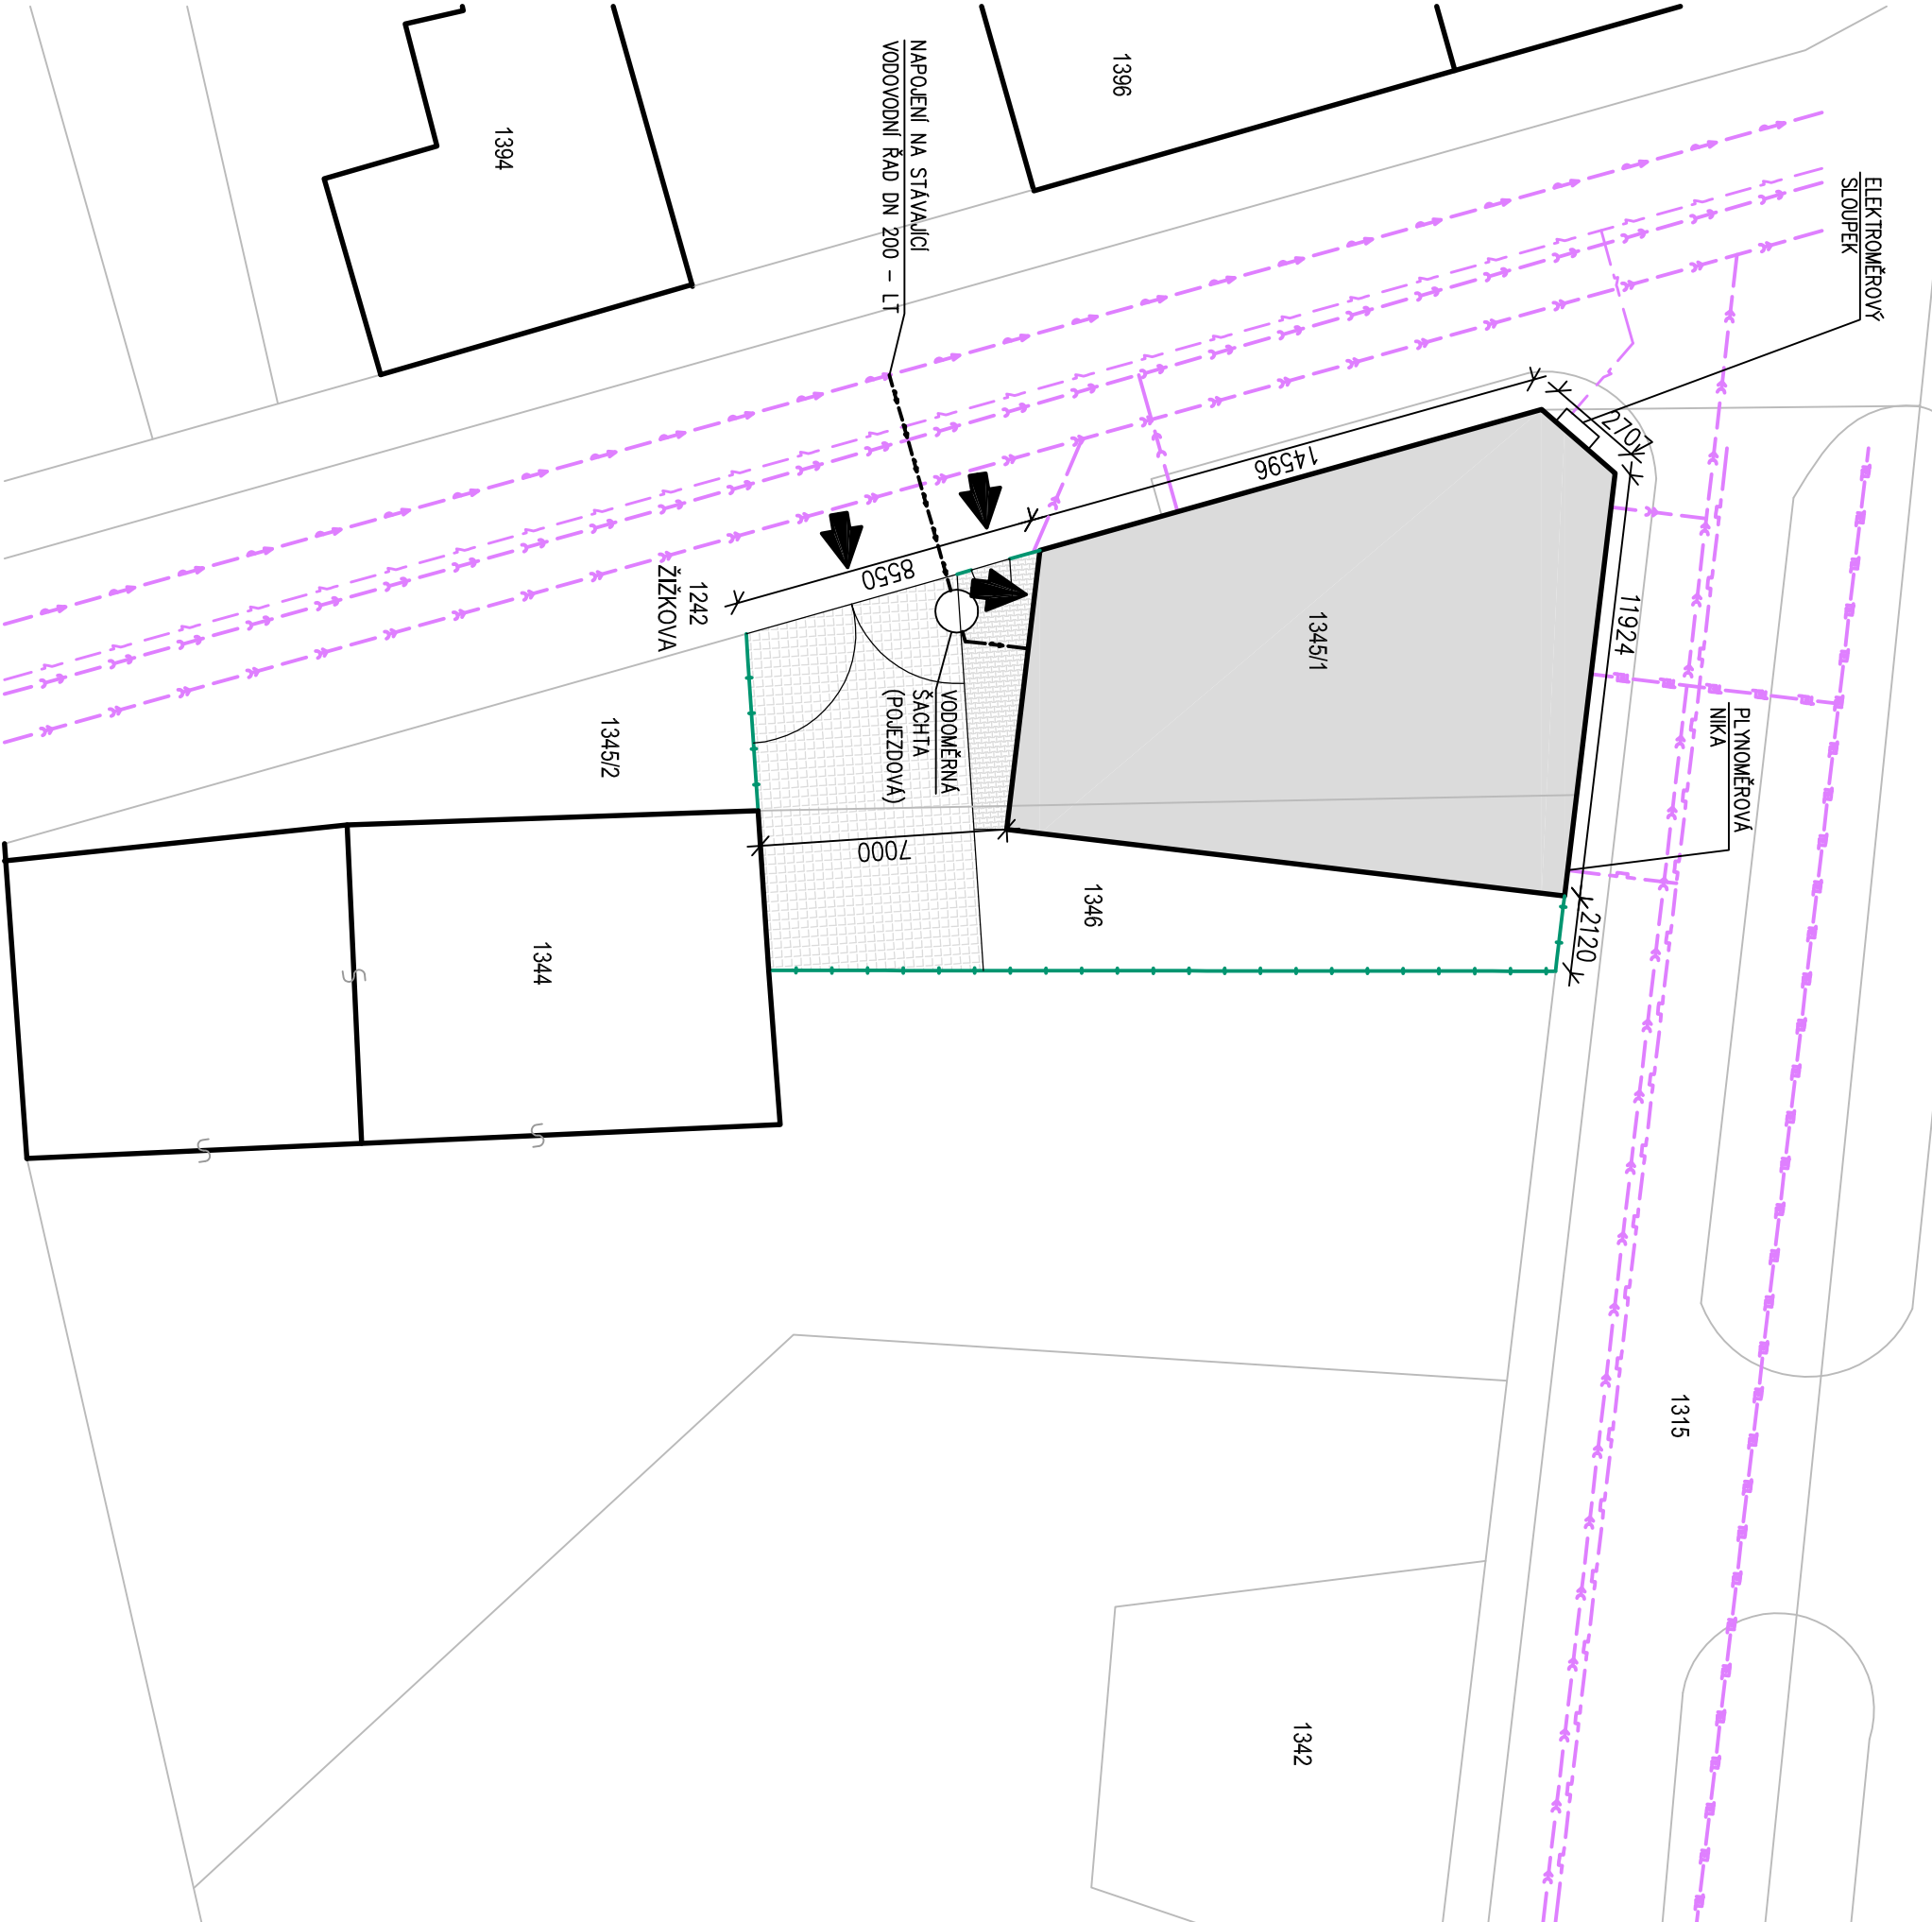 1396
1394
NAPOJENÍ NA STÁVAJÍCÍ
VODOVODNÍ ŘAD DN 200 – LT
ELEKTROMĚROVÝ
SLOUPEK
2707
14596
8550
1242
ŽIŽKOVA
1345/1
11924
1345/2
VODOMĚRNÁ
ŠACHTA
(POJEZDOVÁ)
PLYNOMĚROVÁ
NIKA
7000
1346
2120
1344
1315
1342